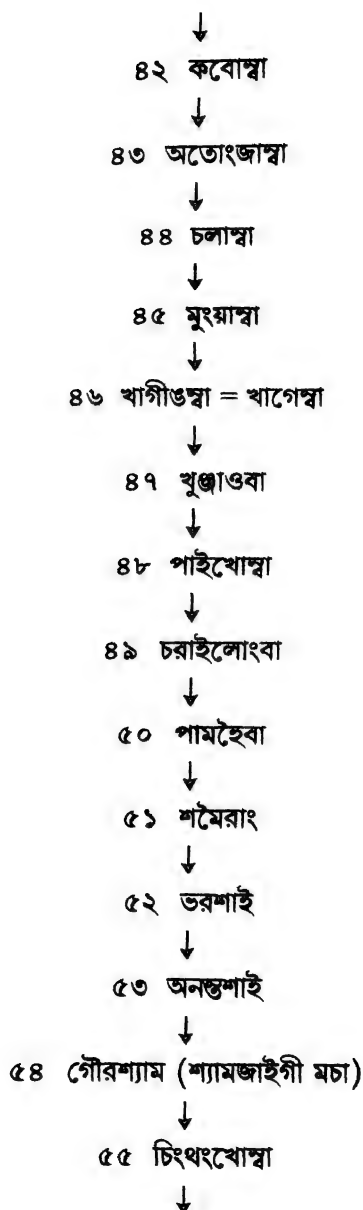 ↓
৪২ কবোম্বা
↓
৪৩ অতোংজাম্বা
↓
৪৪ চলাম্বা
↓
৪৫ মুংয়াম্বা
↓
৪৬ খাগীঙম্বা = খাগেম্বা
↓
৪৭ খুঞ্জাওবা
↓
৪৮ পাইখোম্বা
↓
৪৯ চরাইলোংবা
↓
৫০ পামহৈবা
↓
৫১ শমৈরাং
↓
৫২ ভরশাই
↓
৫৩ অনন্তশাই
↓
৫৪ গৌরশ্যাম (শ্যামজাইগী মচা)
↓
৫৫ চিংথংখোম্বা
↓